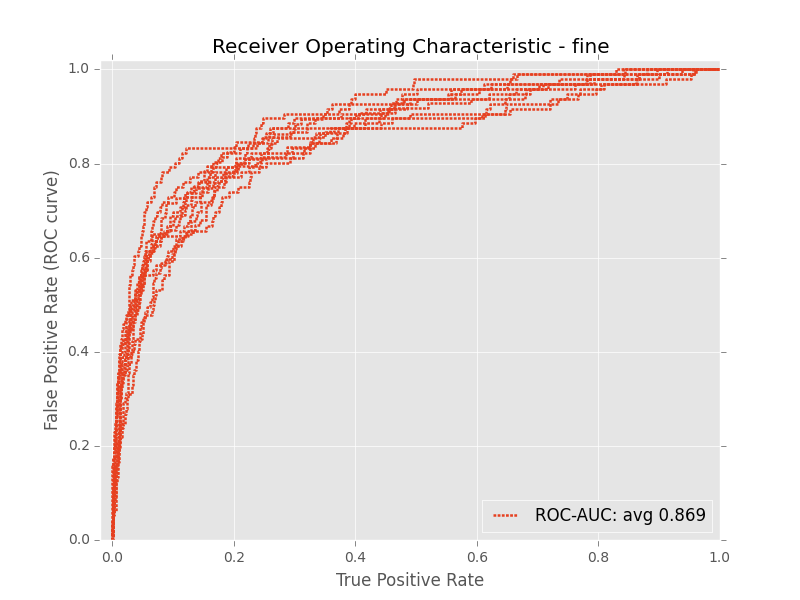 Receiver Operating Characteristic - fine
1.0
0.8
0.6
0.4
0.2
0.0
False Positive Rate (ROC curve)
ROC-AUC: avg 0.869
0.0 0.2 0.4 0.6 0.8 1.0
True Positive Rate